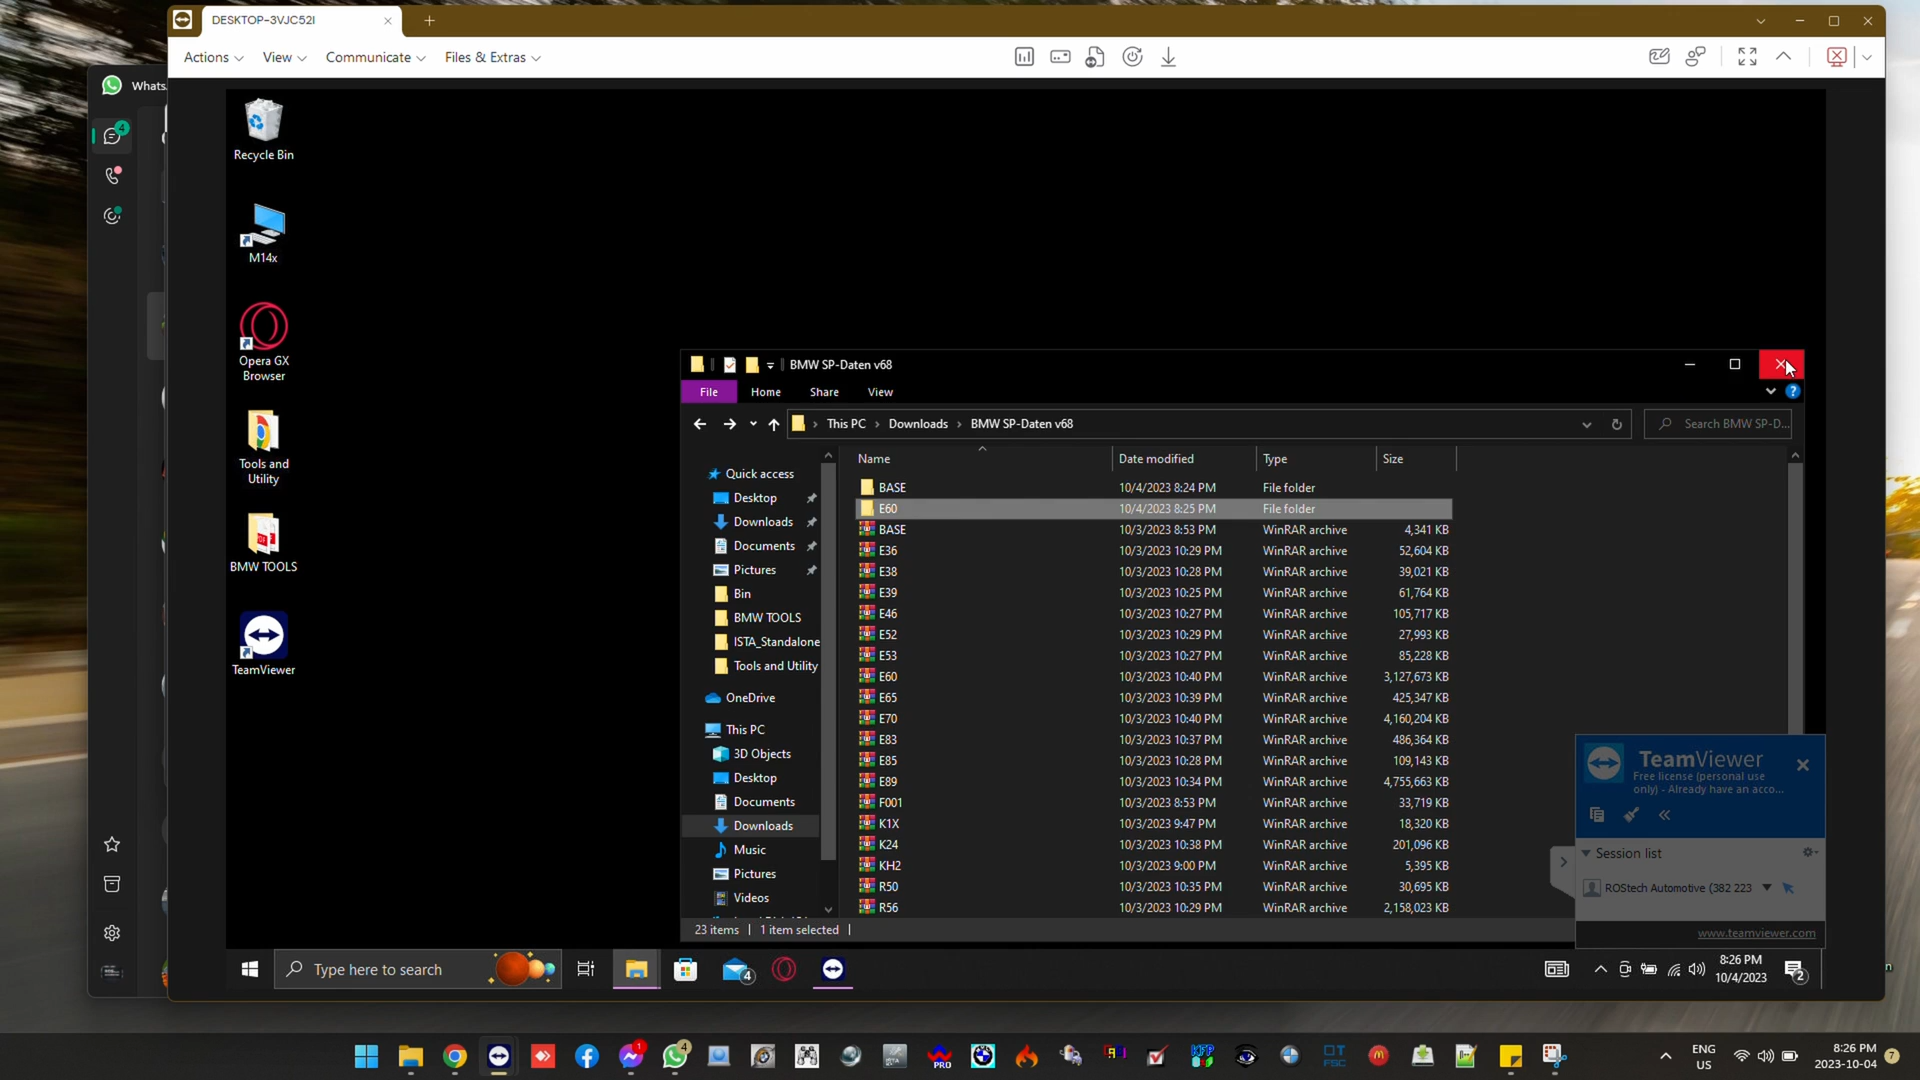 DESKTOP-3VJC52I
Actions View Communicate Files & Extras
Whats
4
Recycle Bin
M14x
Opera GX
Browser
Tools and
Utility
BMW TOOLS
TeamViewer
BMW SP-Daten v68
File Home Share View
This PC > Downloads > BMW SP-Daten v68
Search BMW SP-D...
Quick access
Desktop
Downloads
Documents
Pictures
Bin
BMW TOOLS
ISTA_Standalone
Tools and Utility
OneDrive
This PC
3D Objects
Desktop
Documents
Downloads
Music
Pictures
Videos
Name Date modified Type Size
BASE 10/4/2023 8:24 PM File folder
E60 10/4/2023 8:25 PM File folder
BASE 10/3/2023 8:53 PM WinRAR archive 4,341 KB
E36 10/3/2023 10:29 PM WinRAR archive 52,604 KB
E38 10/3/2023 10:28 PM WinRAR archive 39,021 KB
E39 10/3/2023 10:25 PM WinRAR archive 61,764 KB
E46 10/3/2023 10:27 PM WinRAR archive 105,717 KB
E52 10/3/2023 10:29 PM WinRAR archive 27,993 KB
E53 10/3/2023 10:27 PM WinRAR archive 85,228 KB
E60 10/3/2023 10:40 PM WinRAR archive 3,127,673 KB
E65 10/3/2023 10:39 PM WinRAR archive 425,347 KB
E70 10/3/2023 10:40 PM WinRAR archive 4,160,204 KB
E83 10/3/2023 10:37 PM WinRAR archive 486,364 KB
E85 10/3/2023 10:28 PM WinRAR archive 109,143 KB
E89 10/3/2023 10:34 PM WinRAR archive 4,755,663 KB
F001 10/3/2023 8:53 PM WinRAR archive 33,719 KB
K1X 10/3/2023 9:47 PM WinRAR archive 18,320 KB
K24 10/3/2023 10:38 PM WinRAR archive 201,096 KB
KH2 10/3/2023 9:00 PM WinRAR archive 5,395 KB
R50 10/3/2023 10:35 PM WinRAR archive 30,695 KB
R56 10/3/2023 10:29 PM WinRAR archive 2,158,023 KB
23 items 1 item selected
TeamViewer
Free license (personal use
only) - Already have an acco...
Session list
ROStech Automotive (382 223
www.teamviewer.com
Type here to search
4
8:26 PM
10/4/2023
2
1
4
PRO
KFP
FSC
ENG
US
8:26 PM
2023-10-04
7